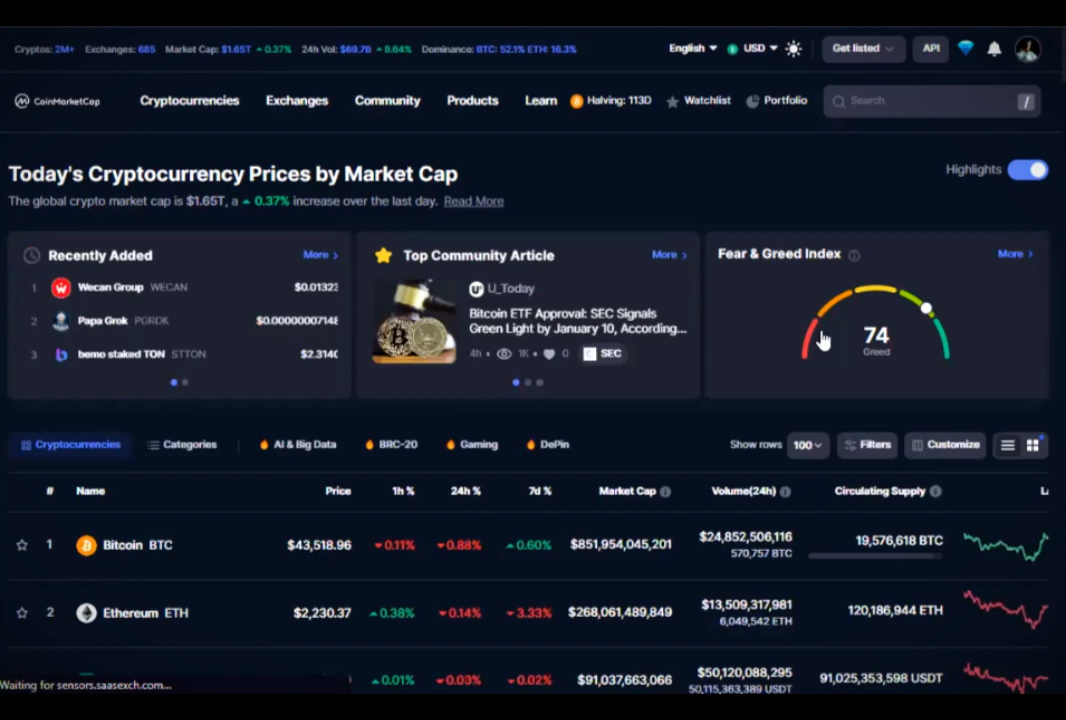 Cryptos: 2M+ Exchanges: 685 Market Cap: $1.65T 0.37% 24h Vol: $69.7B 9.64% Dominance: BTC: 52.1% ETH: 16.3% English USD Get listed API
CoinMarketCap Cryptocurrencies Exchanges Community Products Learn Halving: 113D Watchlist Portfolio Search /
Today's Cryptocurrency Prices by Market Cap Highlights
The global crypto market cap is $1.65T, a 0.37% increase over the last day. Read More
Recently Added More >
1 Wecan Group WECAN $0.01323
2 Papa Grok PGRDK
3 bemo staked TON STTON
Top Community Article More >
U_Today
Bitcoin ETF Approval: SEC Signals
Green Light by January 10, According...
4h • 1K • 0 SEC
Fear & Greed Index More >
74
Greed
Cryptocurrencies Categories AI & Big Data BRC-20 Gaming DePin Show rows 100 Filters Customize
# Name Price 1h % 24h % 7d % Market Cap Volume(24h) Circulating Supply
1 Bitcoin BTC $43,518.96 0.11% 0.88% 0.60% $851,954,045,201 $24,852,506,116 19,576,618 BTC
570,757 BTC
2 Ethereum ETH $2,230.37 0.38% 0.14% 3.33% $268,061,489,849 $13,509,317,981 120,186,944 ETH
6,049,542 ETH
0.01% 0.03% 0.02% $91,037,663,066 $50,120,088,295 91,025,353,598 USDT
50,115,363,389 USDT
Waiting for sensors.saasexch.com...